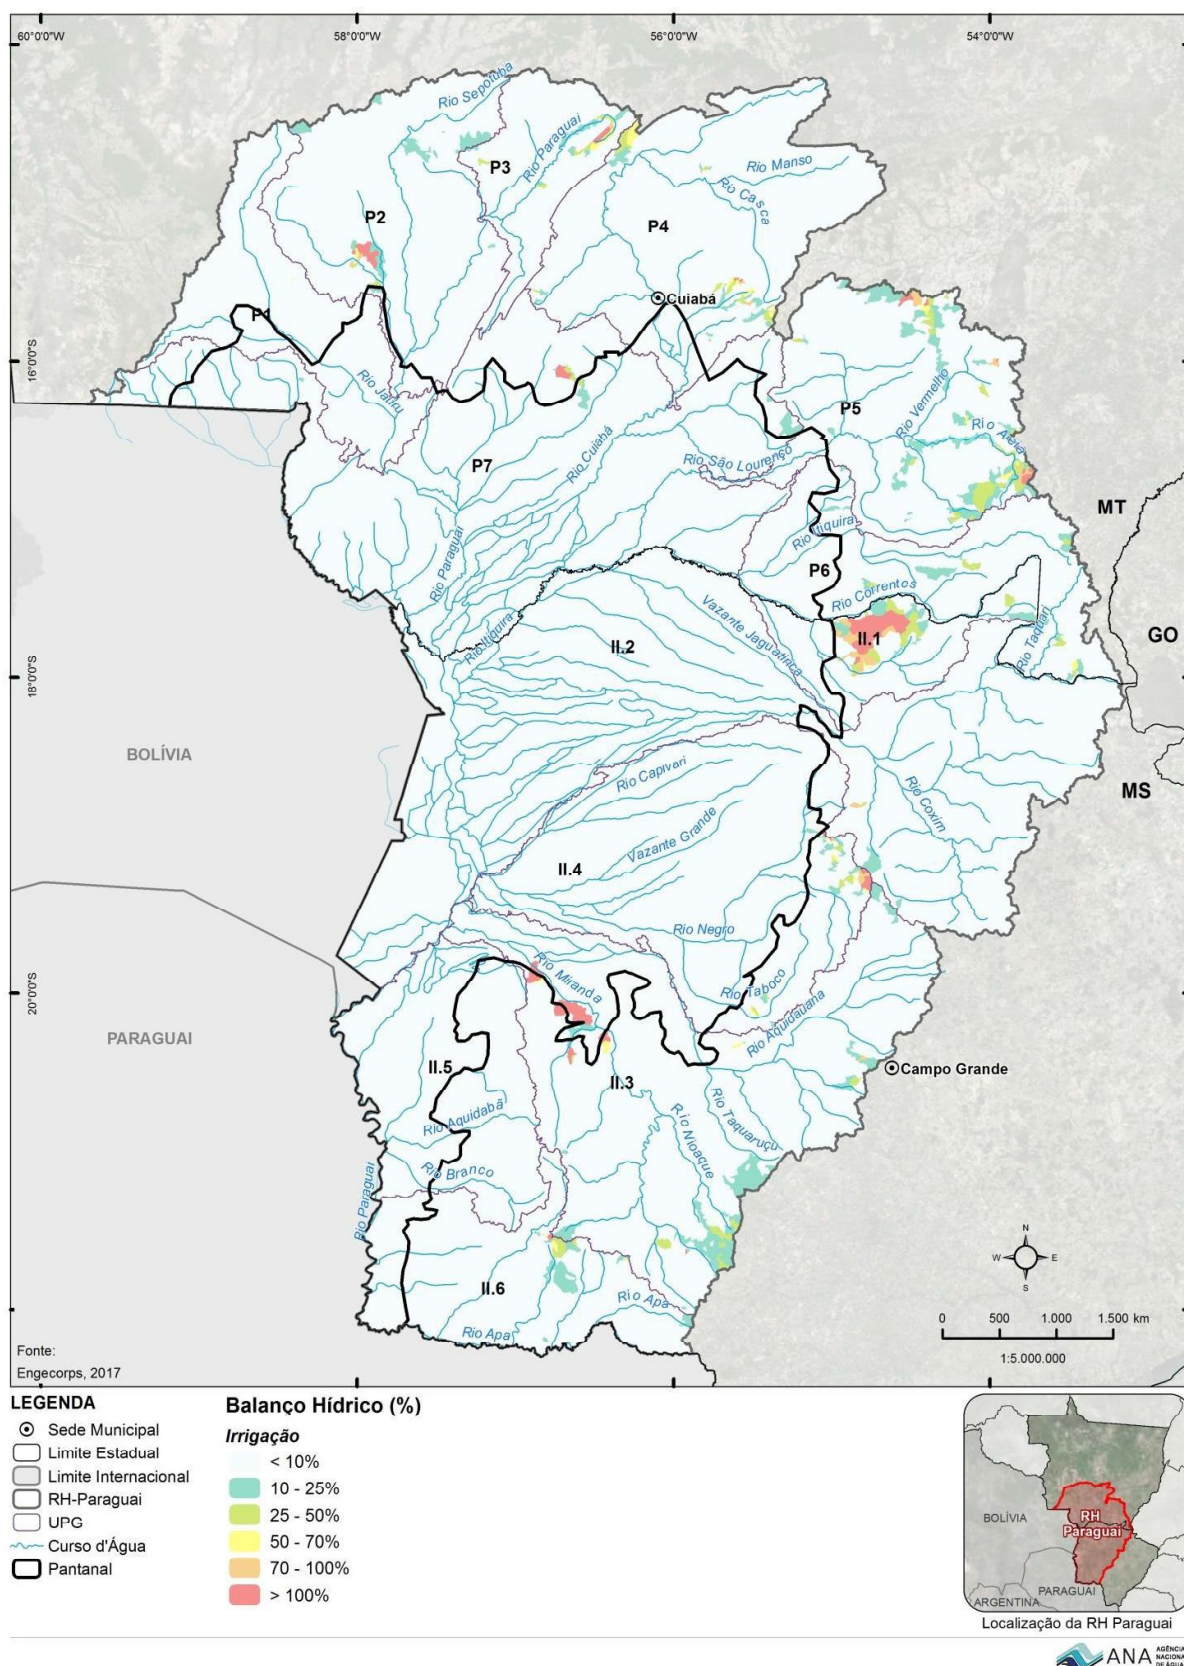 60°0'0"W
58°0'0"W
56°0'0"W
54°0'0"W
Rio Sepotuba
P3
Rio Paraguai
Rio Manso
Rio Casca
P2
P4
Cuiabá
P1
16°0'0"S
Rio Jauru
P5
Rio Vermelho
Rio Areia
P7
Rio Cuiabá
Rio São Lourenço
MT
Rio Itiquira
Rio Paraguai
P6
Rio Correntes
Vazante Jaguatirica
Rio Itiquira
II.2
II.1
Rio Taquari
GO
18°0'0"S
BOLÍVIA
Rio Capivari
MS
Rio Coxim
Vazante Grande
II.4
Rio Negro
Rio Miranda
Rio Taboco
20°0'0"S
Rio Aquidauana
PARAGUAI
II.5
II.3
Campo Grande
Rio Aquidabã
Rio Taquaruçu
Rio Nioaque
Rio Branco
Rio Paraguai
N
W
E
S
II.6
Rio Apa
Rio Apa
0 500 1.000 1.500 km
1:5.000.000
Fonte:
Engecorps, 2017
LEGENDA
Sede Municipal
Limite Estadual
Limite Internacional
RH-Paraguai
UPG
Curso d'Água
Pantanal
Balanço Hídrico (%)
Irrigação
< 10%
10 - 25%
25 - 50%
50 - 70%
70 - 100%
> 100%
BOLÍVIA
RH
Paraguai
PARAGUAI
ARGENTINA
Localização da RH Paraguai
ANA
AGÊNCIA
NACIONAL
DE ÁGUAS